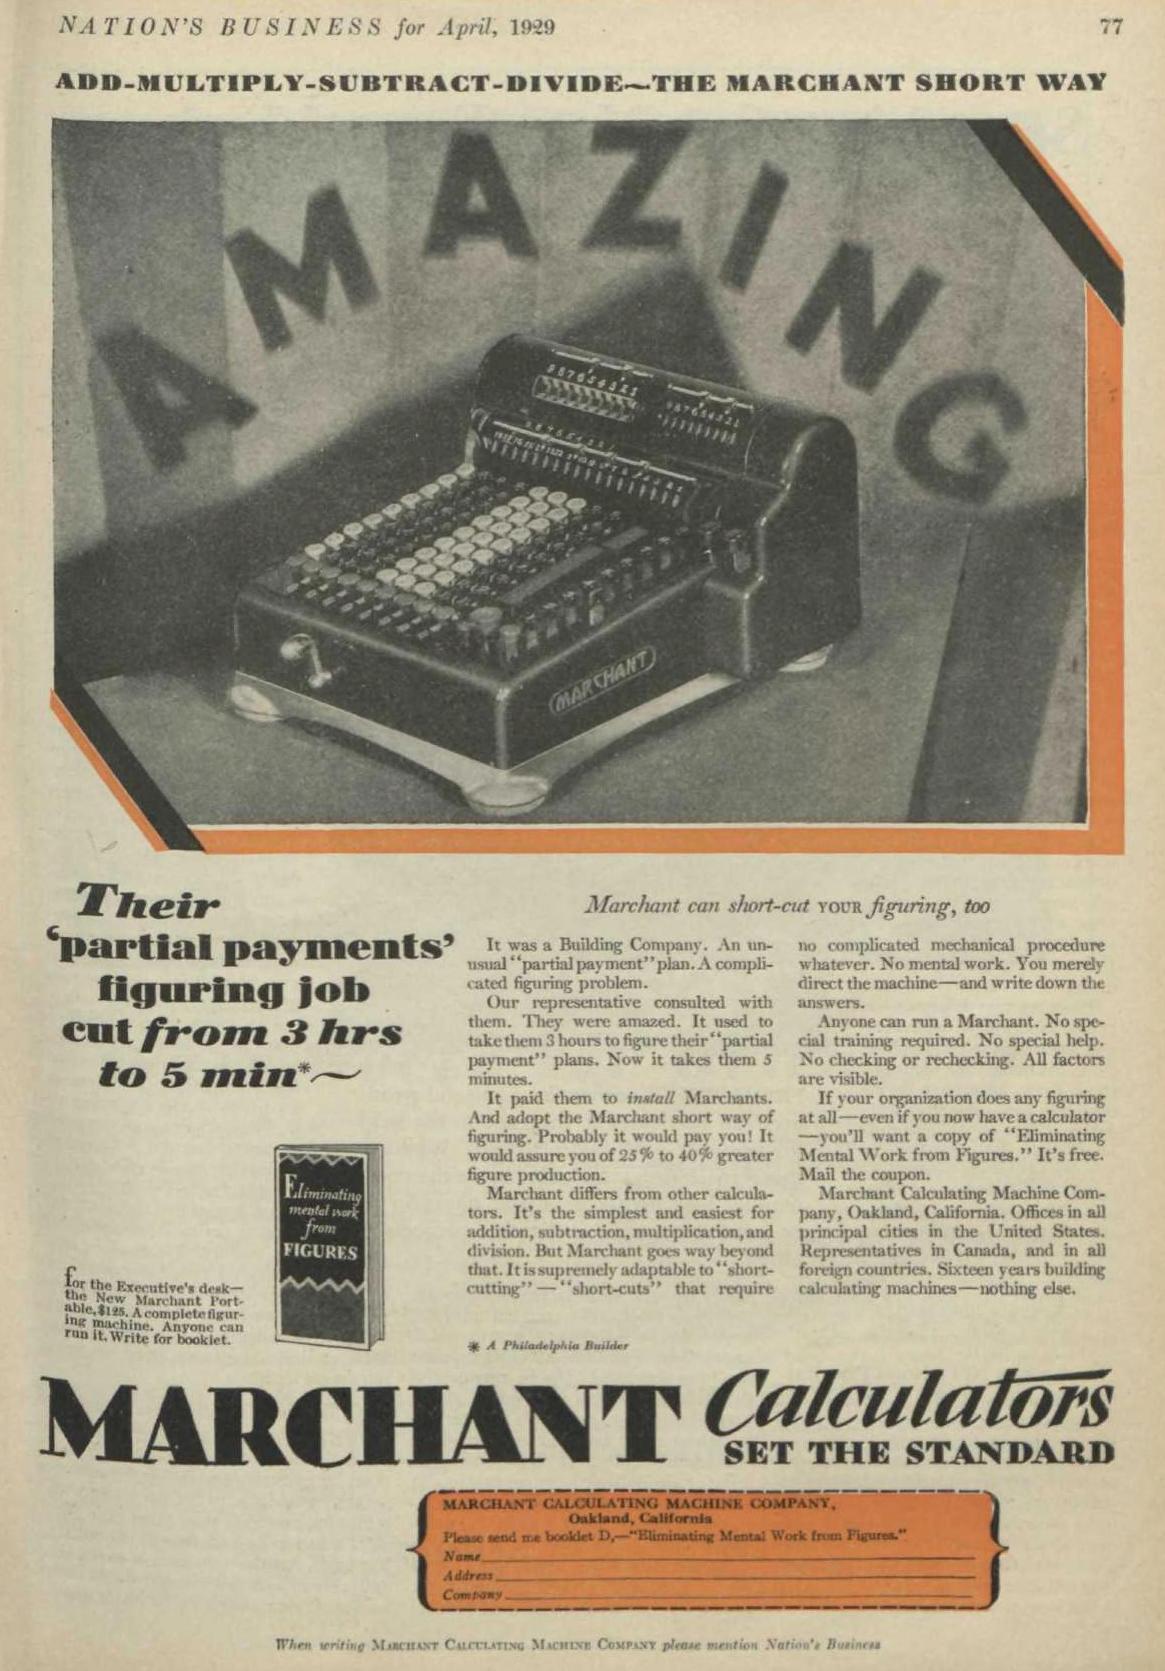 NATION'S BUSINESS for April, 1929
77
ADD-MULTIPLY-SUBTRACT-DIVIDE~THE MARCHANT SHORT WAY
AMAZING
MARCHANT
Their
'partial payments'
figuring job
cut from 3 hrs
to 5 min*~
Eliminating
mental work
from
FIGURES
for the Executive's desk—
the New Marchant Port-
able, $125. A complete figur-
ing machine. Anyone can
run it. Write for booklet.
Marchant can short-cut YOUR figuring, too
It was a Building Company. An un-
usual "partial payment" plan. A compli-
cated figuring problem.
Our representative consulted with
them. They were amazed. It used to
take them 3 hours to figure their "partial
payment" plans. Now it takes them 5
minutes.
It paid them to install Marchants.
And adopt the Marchant short way of
figuring. Probably it would pay you! It
would assure you of 25% to 40% greater
figure production.
Marchant differs from other calcula-
tors. It's the simplest and easiest for
addition, subtraction, multiplication, and
division. But Marchant goes way beyond
that. It is supremely adaptable to "short-
cutting" — "short-cuts" that require
no complicated mechanical procedure
whatever. No mental work. You merely
direct the machine—and write down the
answers.
Anyone can run a Marchant. No spe-
cial training required. No special help.
No checking or rechecking. All factors
are visible.
If your organization does any figuring
at all—even if you now have a calculator
—you'll want a copy of "Eliminating
Mental Work from Figures." It's free.
Mail the coupon.
Marchant Calculating Machine Com-
pany, Oakland, California. Offices in all
principal cities in the United States.
Representatives in Canada, and in all
foreign countries. Sixteen years building
calculating machines—nothing else.
* A Philadelphia Builder
MARCHANT Calculators
SET THE STANDARD
MARCHANT CALCULATING MACHINE COMPANY,
Oakland, California
Please send me booklet D,—"Eliminating Mental Work from Figures."
Name
Address
Company
When writing MARCHANT CALCULATING MACHINE COMPANY please mention Nation's Business